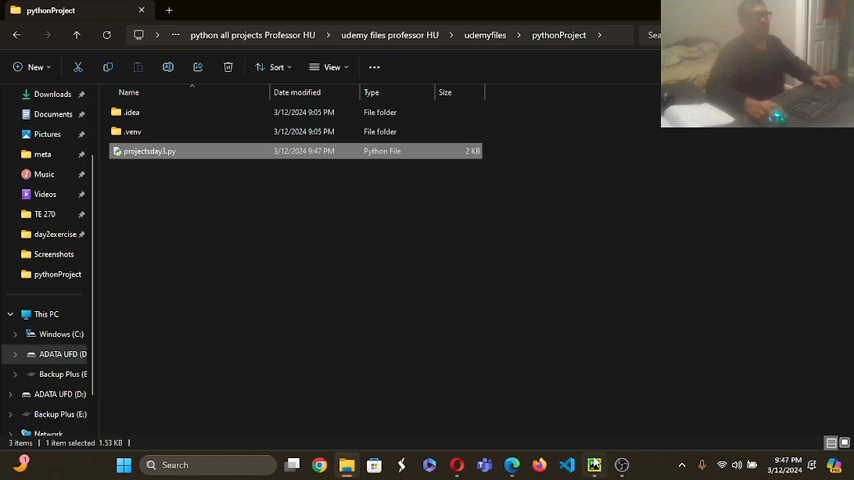 pythonProject
python all projects Professor HU > udemy files professor HU > udemyfiles > pythonProject > Sea
New Sort View
Name Date modified Type Size
.idea 3/12/2024 9:05 PM File folder
.venv 3/12/2024 9:05 PM File folder
projectsday3.py 3/12/2024 9:47 PM Python File 2 KB
Downloads
Documents
Pictures
meta
Music
Videos
TE 270
day2exercise
Screenshots
pythonProject
This PC
Windows (C:)
ADATA UFD (D
Backup Plus (E
ADATA UFD (D:)
Backup Plus (E:)
Network
3 items 1 item selected 1.53 KB
1 Search 9:47 PM
3/12/2024